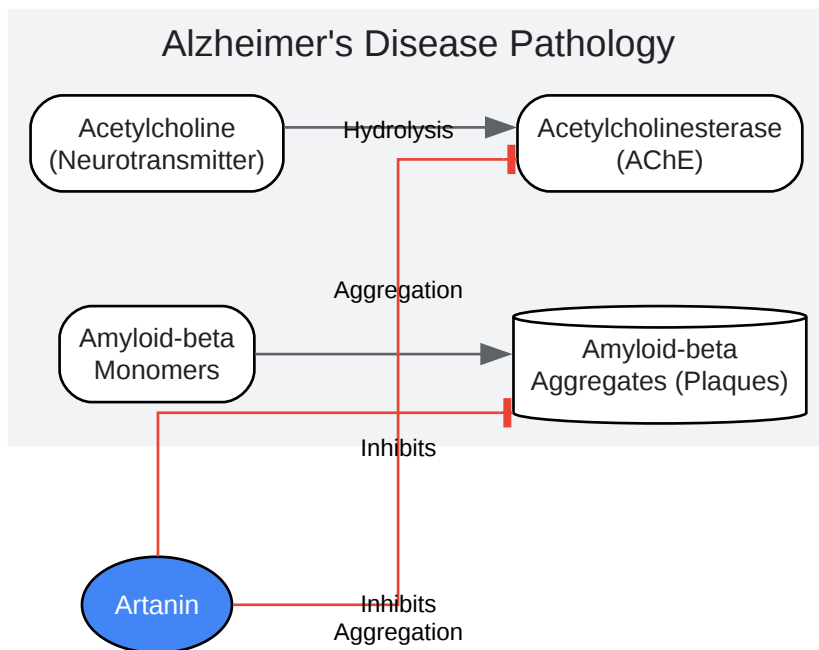 Alzheimer's Disease Pathology
Acetylcholine
(Neurotransmitter)
Hydrolysis
Acetylcholinesterase
(AChE)
Aggregation
Amyloid-beta
Monomers
Amyloid-beta
Aggregates (Plaques)
Inhibits
Artanin
Inhibits
Aggregation